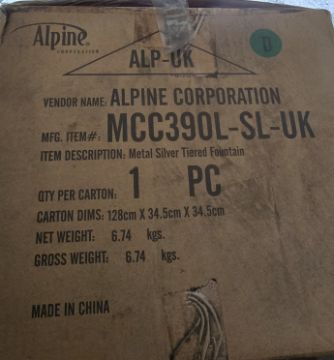 Alpine®
CORPORATION
D
ALP-UK
VENDOR NAME: ALPINE CORPORATION
MFG. ITEM#: MCC390L-SL-UK
ITEM DESCRIPTION: Metal Silver Tiered Fountain
QTY PER CARTON: 1 PC
CARTON DIMS: 128cm X 34.5cm X 34.5cm
NET WEIGHT: 6.74 kgs.
GROSS WEIGHT: 6.74 kgs.
MADE IN CHINA